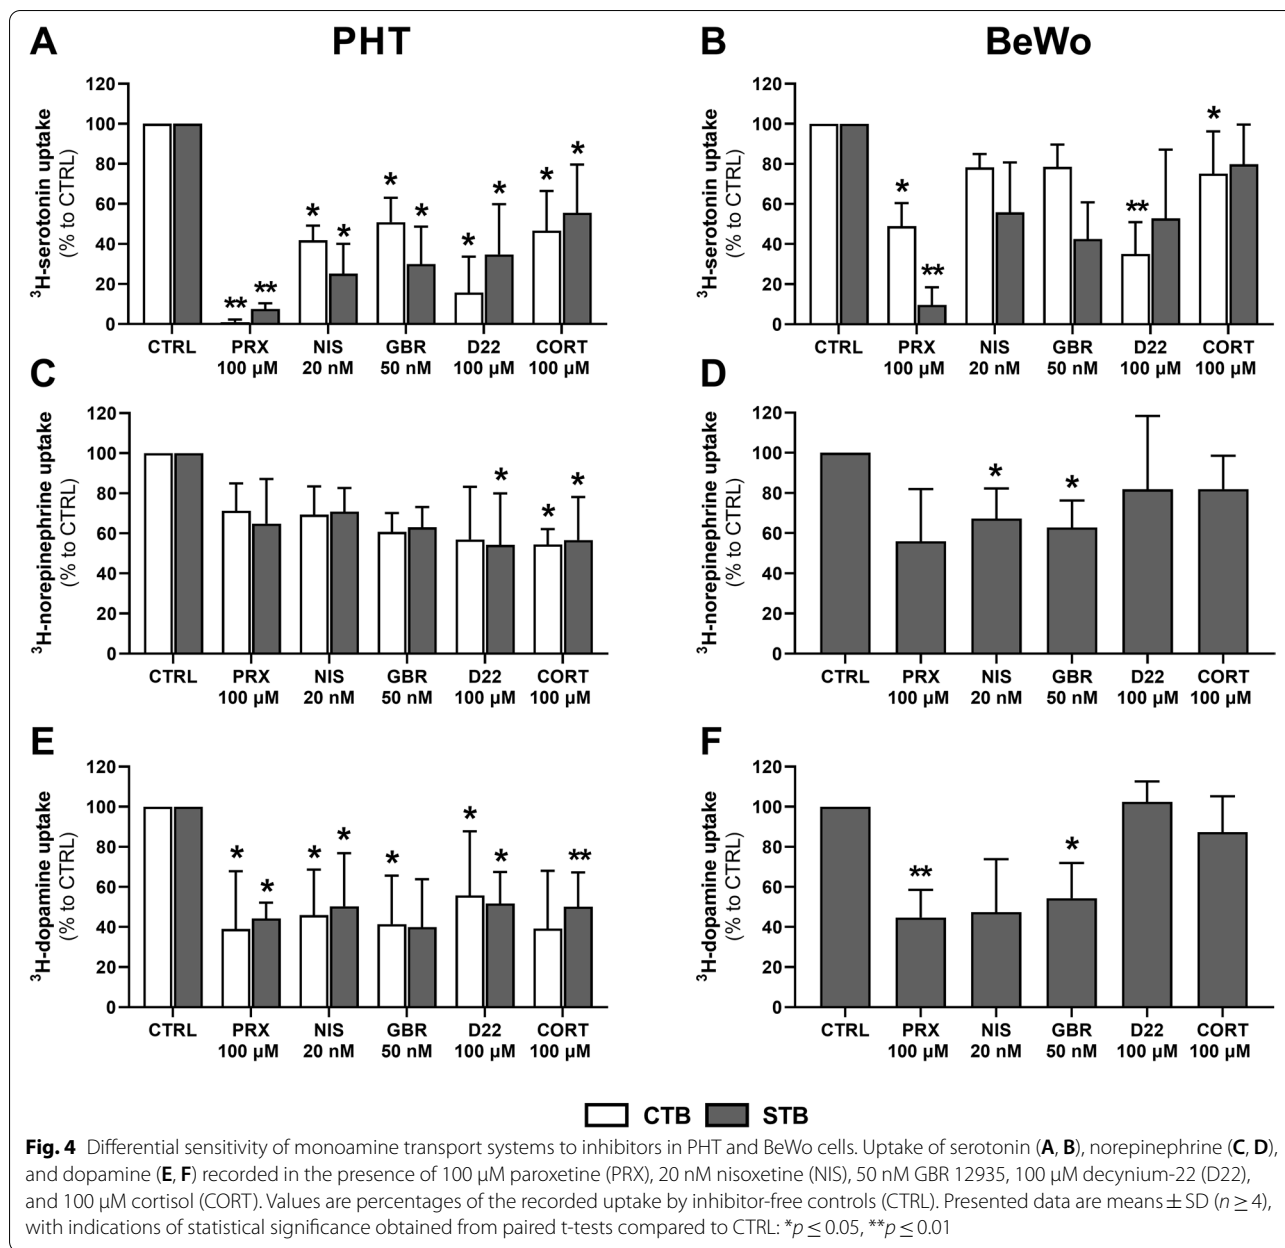 A PHT
120
100
80
60
40
20
0
³H-serotonin uptake
(% to CTRL)
** ** * * * * * * * *
CTRL PRX NIS GBR D22 CORT
100 µM 20 nM 50 nM 100 µM 100 µM
B BeWo
120
100
80
60
40
20
0
³H-serotonin uptake
(% to CTRL)
* ** ** *
CTRL PRX NIS GBR D22 CORT
100 µM 20 nM 50 nM 100 µM 100 µM
C
120
100
80
60
40
20
0
³H-norepinephrine uptake
(% to CTRL)
* * *
CTRL PRX NIS GBR D22 CORT
100 µM 20 nM 50 nM 100 µM 100 µM
D
120
100
80
60
40
20
0
³H-norepinephrine uptake
(% to CTRL)
* *
CTRL PRX NIS GBR D22 CORT
100 µM 20 nM 50 nM 100 µM 100 µM
E
120
100
80
60
40
20
0
³H-dopamine uptake
(% to CTRL)
* * * * * * * **
CTRL PRX NIS GBR D22 CORT
100 µM 20 nM 50 nM 100 µM 100 µM
F
120
100
80
60
40
20
0
³H-dopamine uptake
(% to CTRL)
** *
CTRL PRX NIS GBR D22 CORT
100 µM 20 nM 50 nM 100 µM 100 µM
CTB STB
Fig. 4 Differential sensitivity of monoamine transport systems to inhibitors in PHT and BeWo cells. Uptake of serotonin (A, B), norepinephrine (C, D)
and dopamine (E, F) recorded in the presence of 100 µM paroxetine (PRX), 20 nM nisoxetine (NIS), 50 nM GBR 12935, 100 µM decynium-22 (D22),
and 100 µM cortisol (CORT). Values are percentages of the recorded uptake by inhibitor-free controls (CTRL). Presented data are means ± SD (n ≥ 4),
with indications of statistical significance obtained from paired t-tests compared to CTRL: *p ≤ 0.05, **p ≤ 0.01